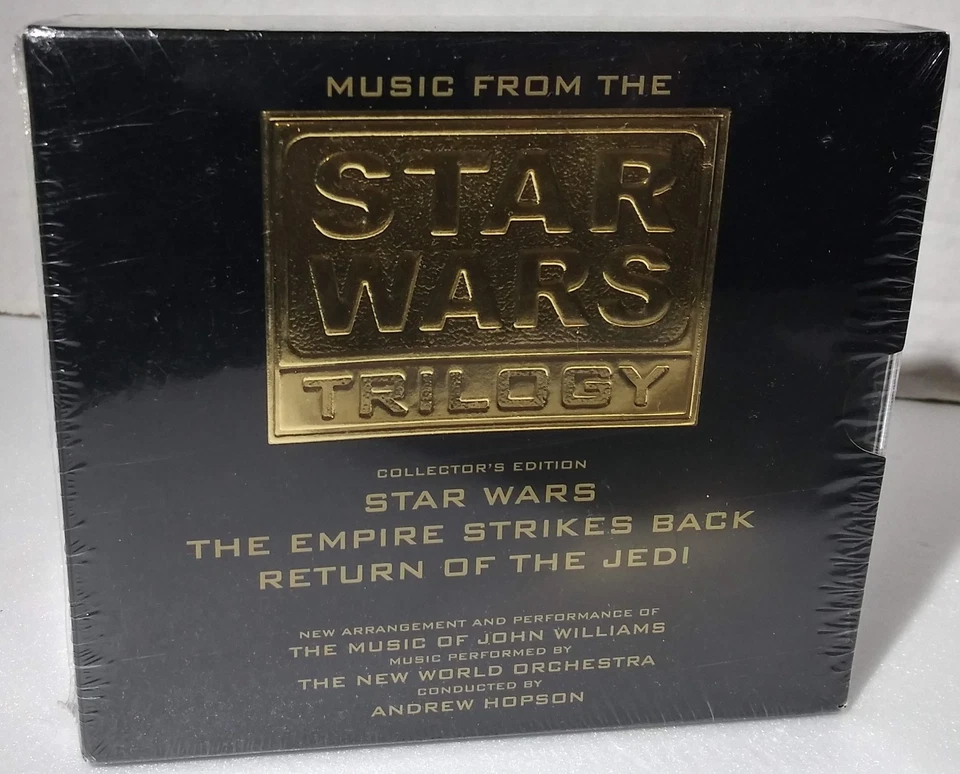 MUSIC FROM THE
STAR
WARS
TRILOGY
COLLECTOR'S EDITION
STAR WARS
THE EMPIRE STRIKES BACK
RETURN OF THE JEDI
NEW ARRANGEMENT AND PERFORMANCE OF
THE MUSIC OF JOHN WILLIAMS
MUSIC PERFORMED BY
THE NEW WORLD ORCHESTRA
CONDUCTED BY
ANDREW HOPSON